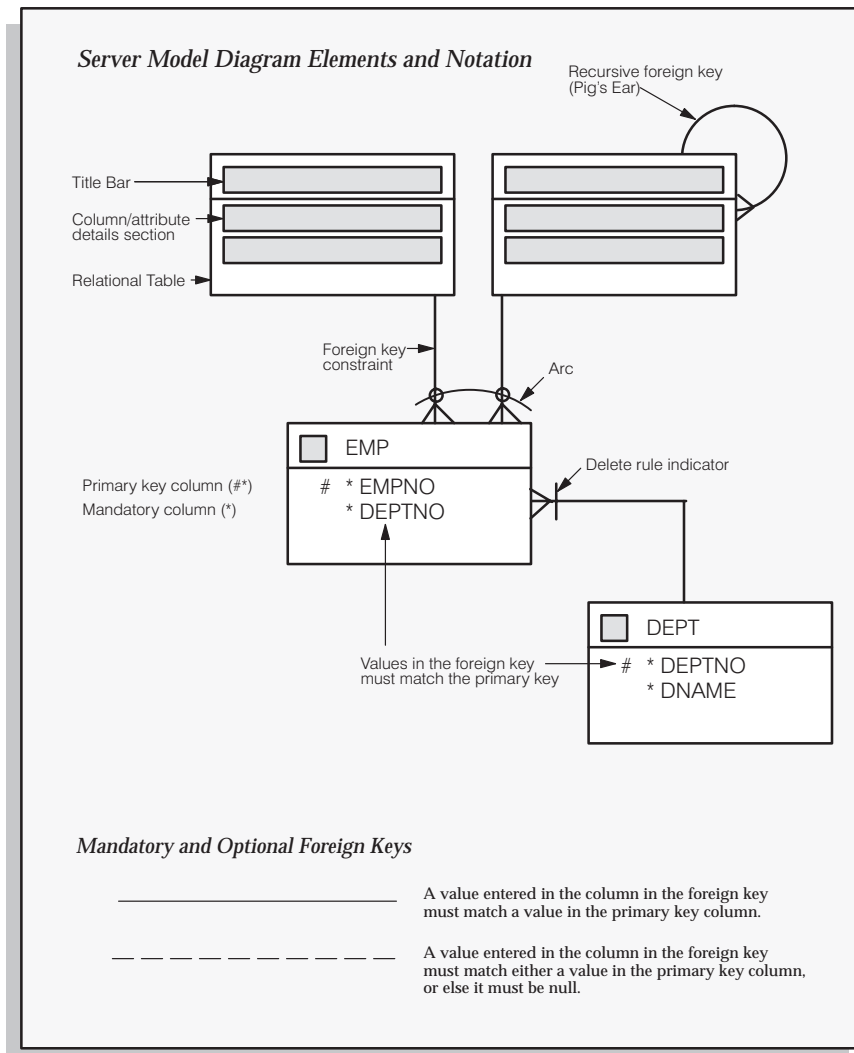 Server Model Diagram Elements and Notation
Recursive foreign key
(Pig's Ear)
Title Bar
Column/attribute
details section
Relational Table
Foreign key
constraint
Arc
EMP
Delete rule indicator
Primary key column (#*)
Mandatory column (*)
# * EMPNO
* DEPTNO
DEPT
Values in the foreign key
must match the primary key
# * DEPTNO
* DNAME
Mandatory and Optional Foreign Keys
A value entered in the column in the foreign key
must match a value in the primary key column.
A value entered in the column in the foreign key
must match either a value in the primary key column,
or else it must be null.